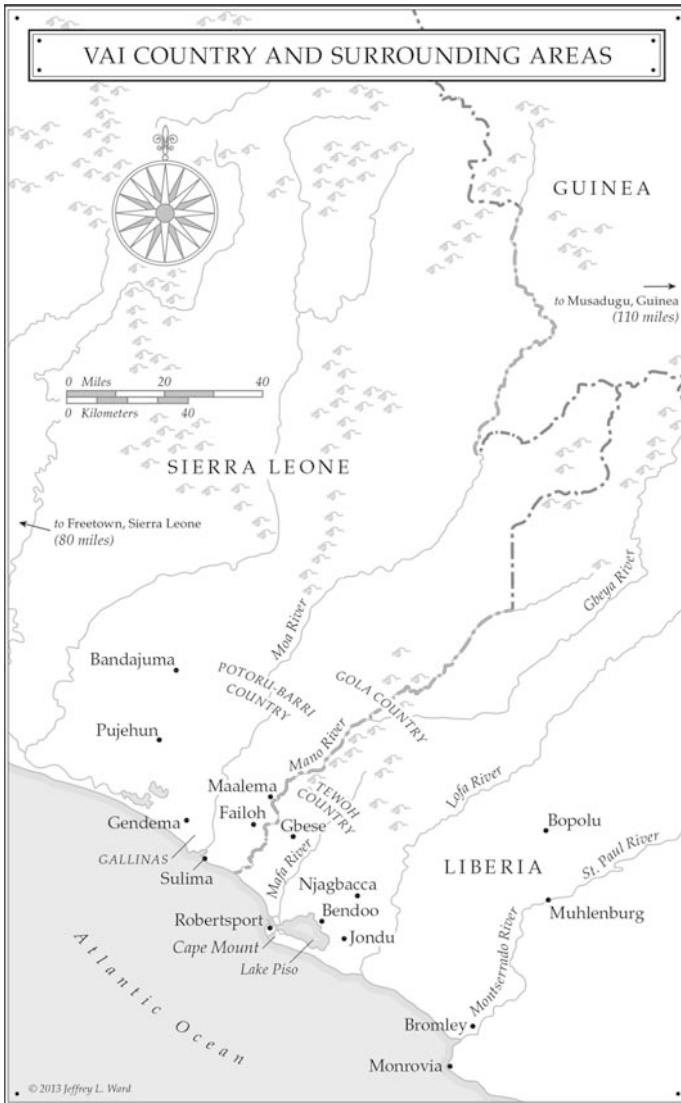 VAI COUNTRY AND SURROUNDING AREAS
GUINEA
to Musadugu, Guinea
(110 miles)
0 Miles 20 40
0 Kilometers 40
SIERRA LEONE
to Freetown, Sierra Leone
(80 miles)
Gbeya River
Moa River
Bandajuma
POTORU-BARRI
COUNTRY
GOLA COUNTRY
Pujehun
Mano River
Lofa River
Maalema
TEWOH
COUNTRY
Failoh
Gendema
Gbese
Bopolu
GALLINAS
Mafa River
St. Paul River
Sulima
LIBERIA
Njagbacca
Bendoo
Muhlenburg
Robertsport
Cape Mount
Jondu
Lake Piso
Montserrado River
Atlantic Ocean
Bromley
Monrovia
© 2013 Jeffrey L. Ward